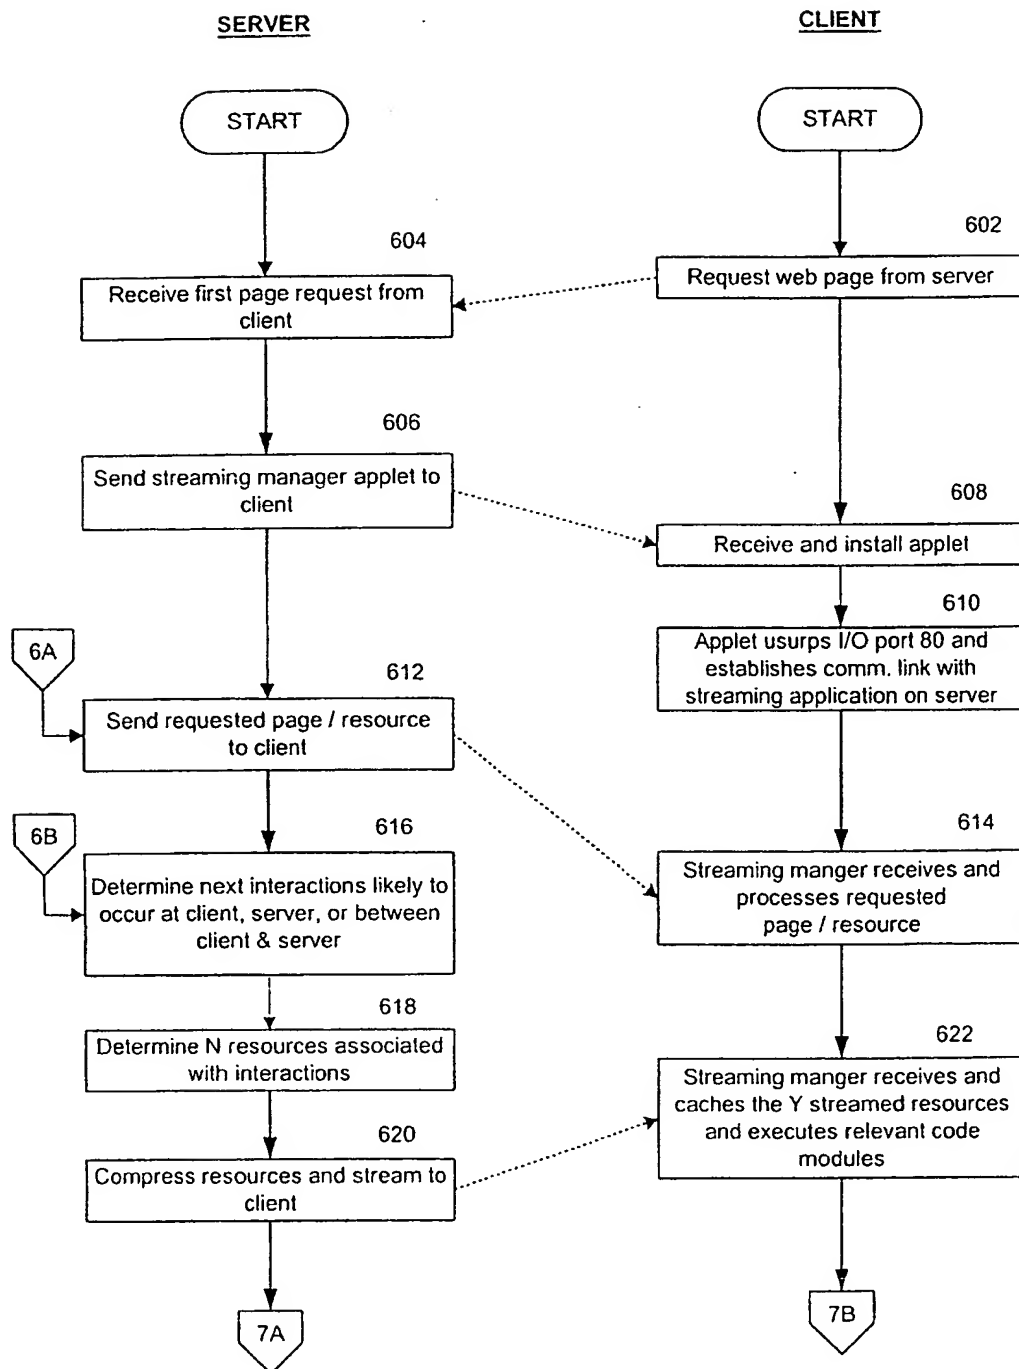 SERVER
CLIENT
START
START
604
602
Receive first page request from
client
Request web page from server
606
Send streaming manager applet to
client
608
Receive and install applet
610
Applet usurps I/O port 80 and
establishes comm. link with
streaming application on server
6A
612
Send requested page / resource
to client
6B
616
Determine next interactions likely to
occur at client, server, or between
client & server
614
Streaming manger receives and
processes requested
page / resource
618
Determine N resources associated
with interactions
622
Streaming manger receives and
caches the Y streamed resources
and executes relevant code
modules
620
Compress resources and stream to
client
7A
7B